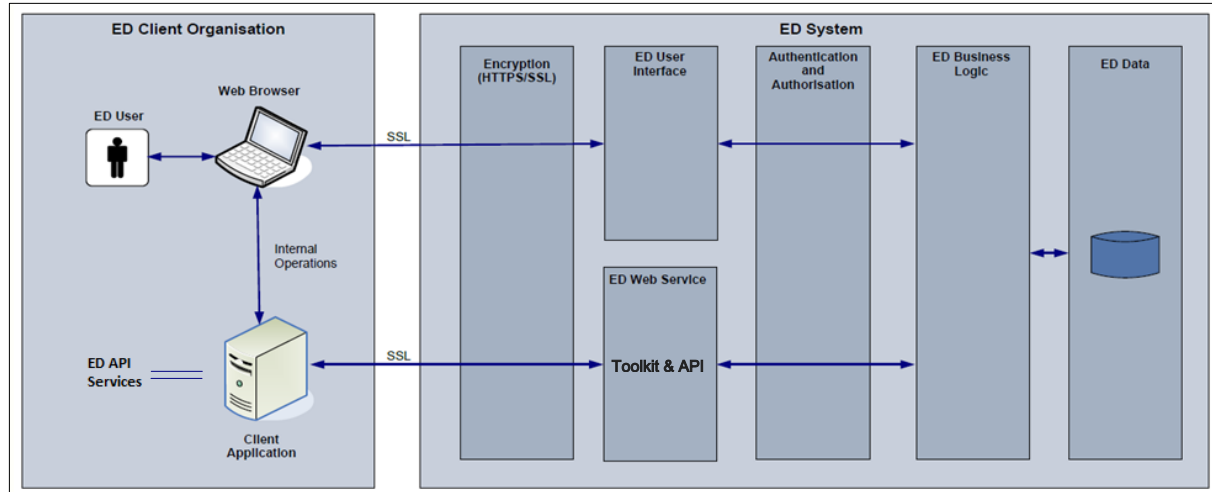 ED Client Organisation
Web Browser
ED User
Internal
Operations
ED API
Services
Client
Application
SSL
SSL
ED System
Encryption
(HTTPS/SSL)
ED User
Interface
Authentication
and
Authorisation
ED Business
Logic
ED Data
ED Web Service
Toolkit & API